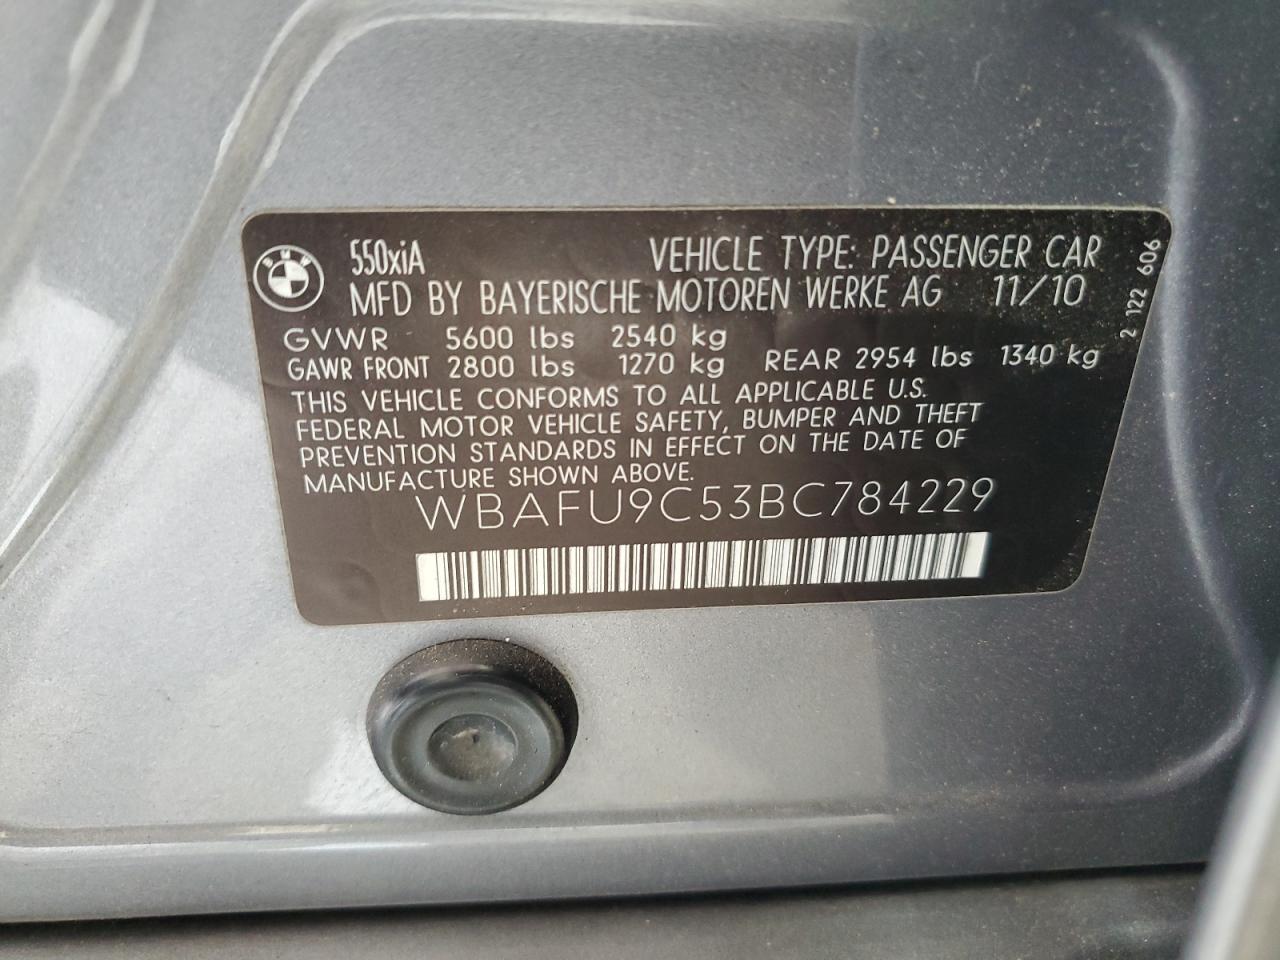 BMW
550xiA VEHICLE TYPE: PASSENGER CAR
MFD BY BAYERISCHE MOTOREN WERKE AG 11/10
GVWR 5600 lbs 2540 kg
GAWR FRONT 2800 lbs 1270 kg REAR 2954 lbs 1340 kg
THIS VEHICLE CONFORMS TO ALL APPLICABLE U.S.
FEDERAL MOTOR VEHICLE SAFETY, BUMPER AND THEFT
PREVENTION STANDARDS IN EFFECT ON THE DATE OF
MANUFACTURE SHOWN ABOVE.
WBAFU9C53BC784229
2 122 606